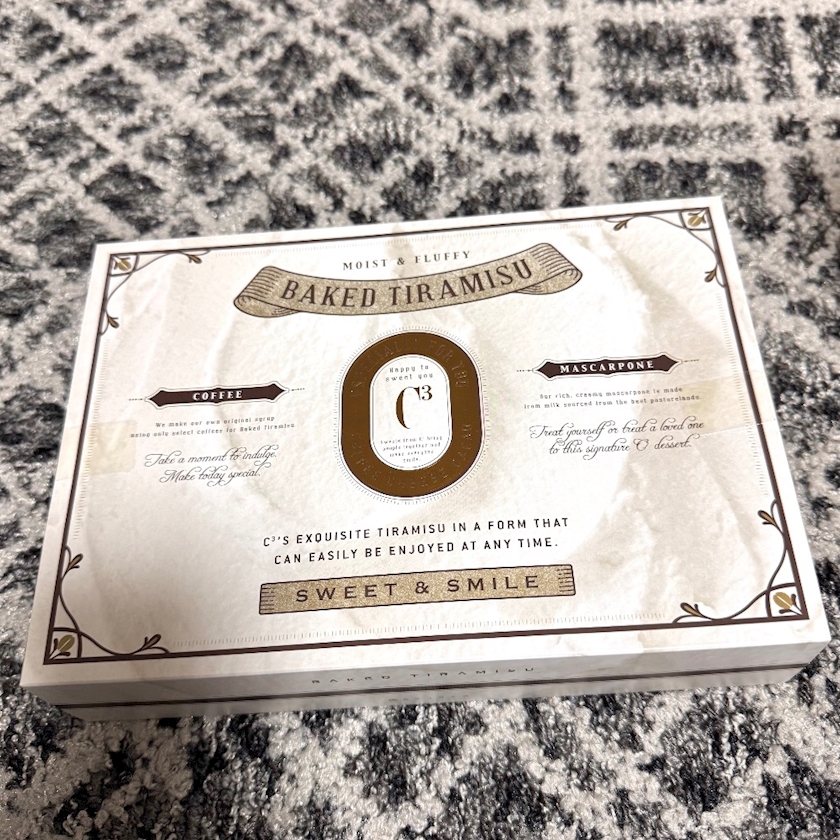 MOIST & FLUFFY
BAKED TIRAMISU
COFFEE
We make our own original syrup
using only select coffees for Baked Tiramisu.
Take a moment to indulge.
Make today special.
Happy to
sweet you
C³
MASCARPONE
Our rich, creamy mascarpone is made
from milk sourced from the best pasturelands.
Treat yourself or treat a loved one
to this signature C³ dessert.
C³'S EXQUISITE TIRAMISU IN A FORM THAT
CAN EASILY BE ENJOYED AT ANY TIME.
SWEET & SMILE
BAKED TIRAMISU